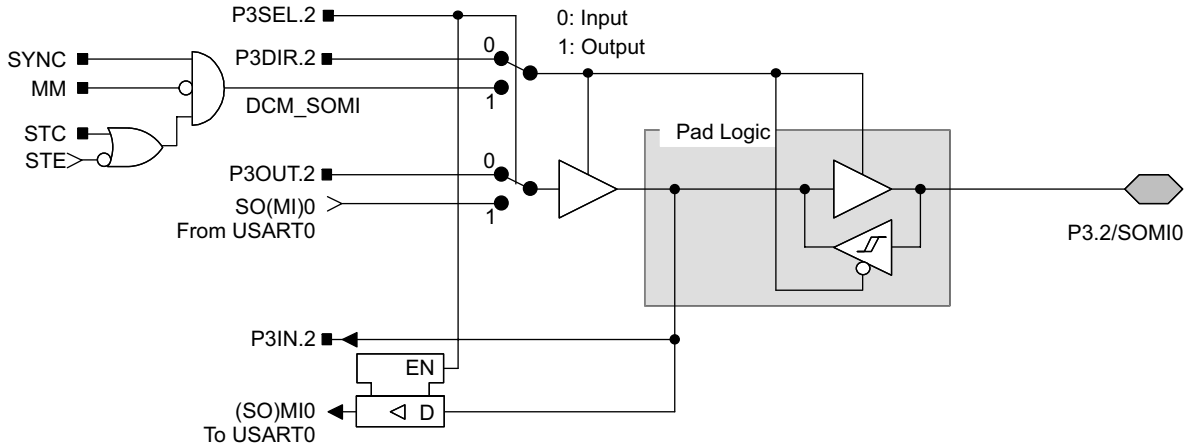 P3SEL.2
0: Input
1: Output
SYNC
P3DIR.2
0
MM
1
DCM_SOMI
STC
STE
Pad Logic
P3OUT.2
0
SO(MI)0
1
From USART0
P3.2/SOMI0
P3IN.2
EN
(SO)MI0
D
To USART0